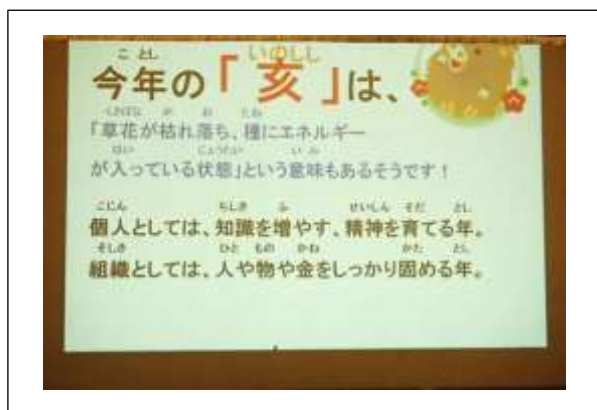 今年の「亥」は、
「草花が枯れ落ち、種にエネルギー
が入っている状態」という意味もあるそうです！
個人としては、知識を増やす、精神を育てる年。
組織としては、人や物や金をしっかり固める年。